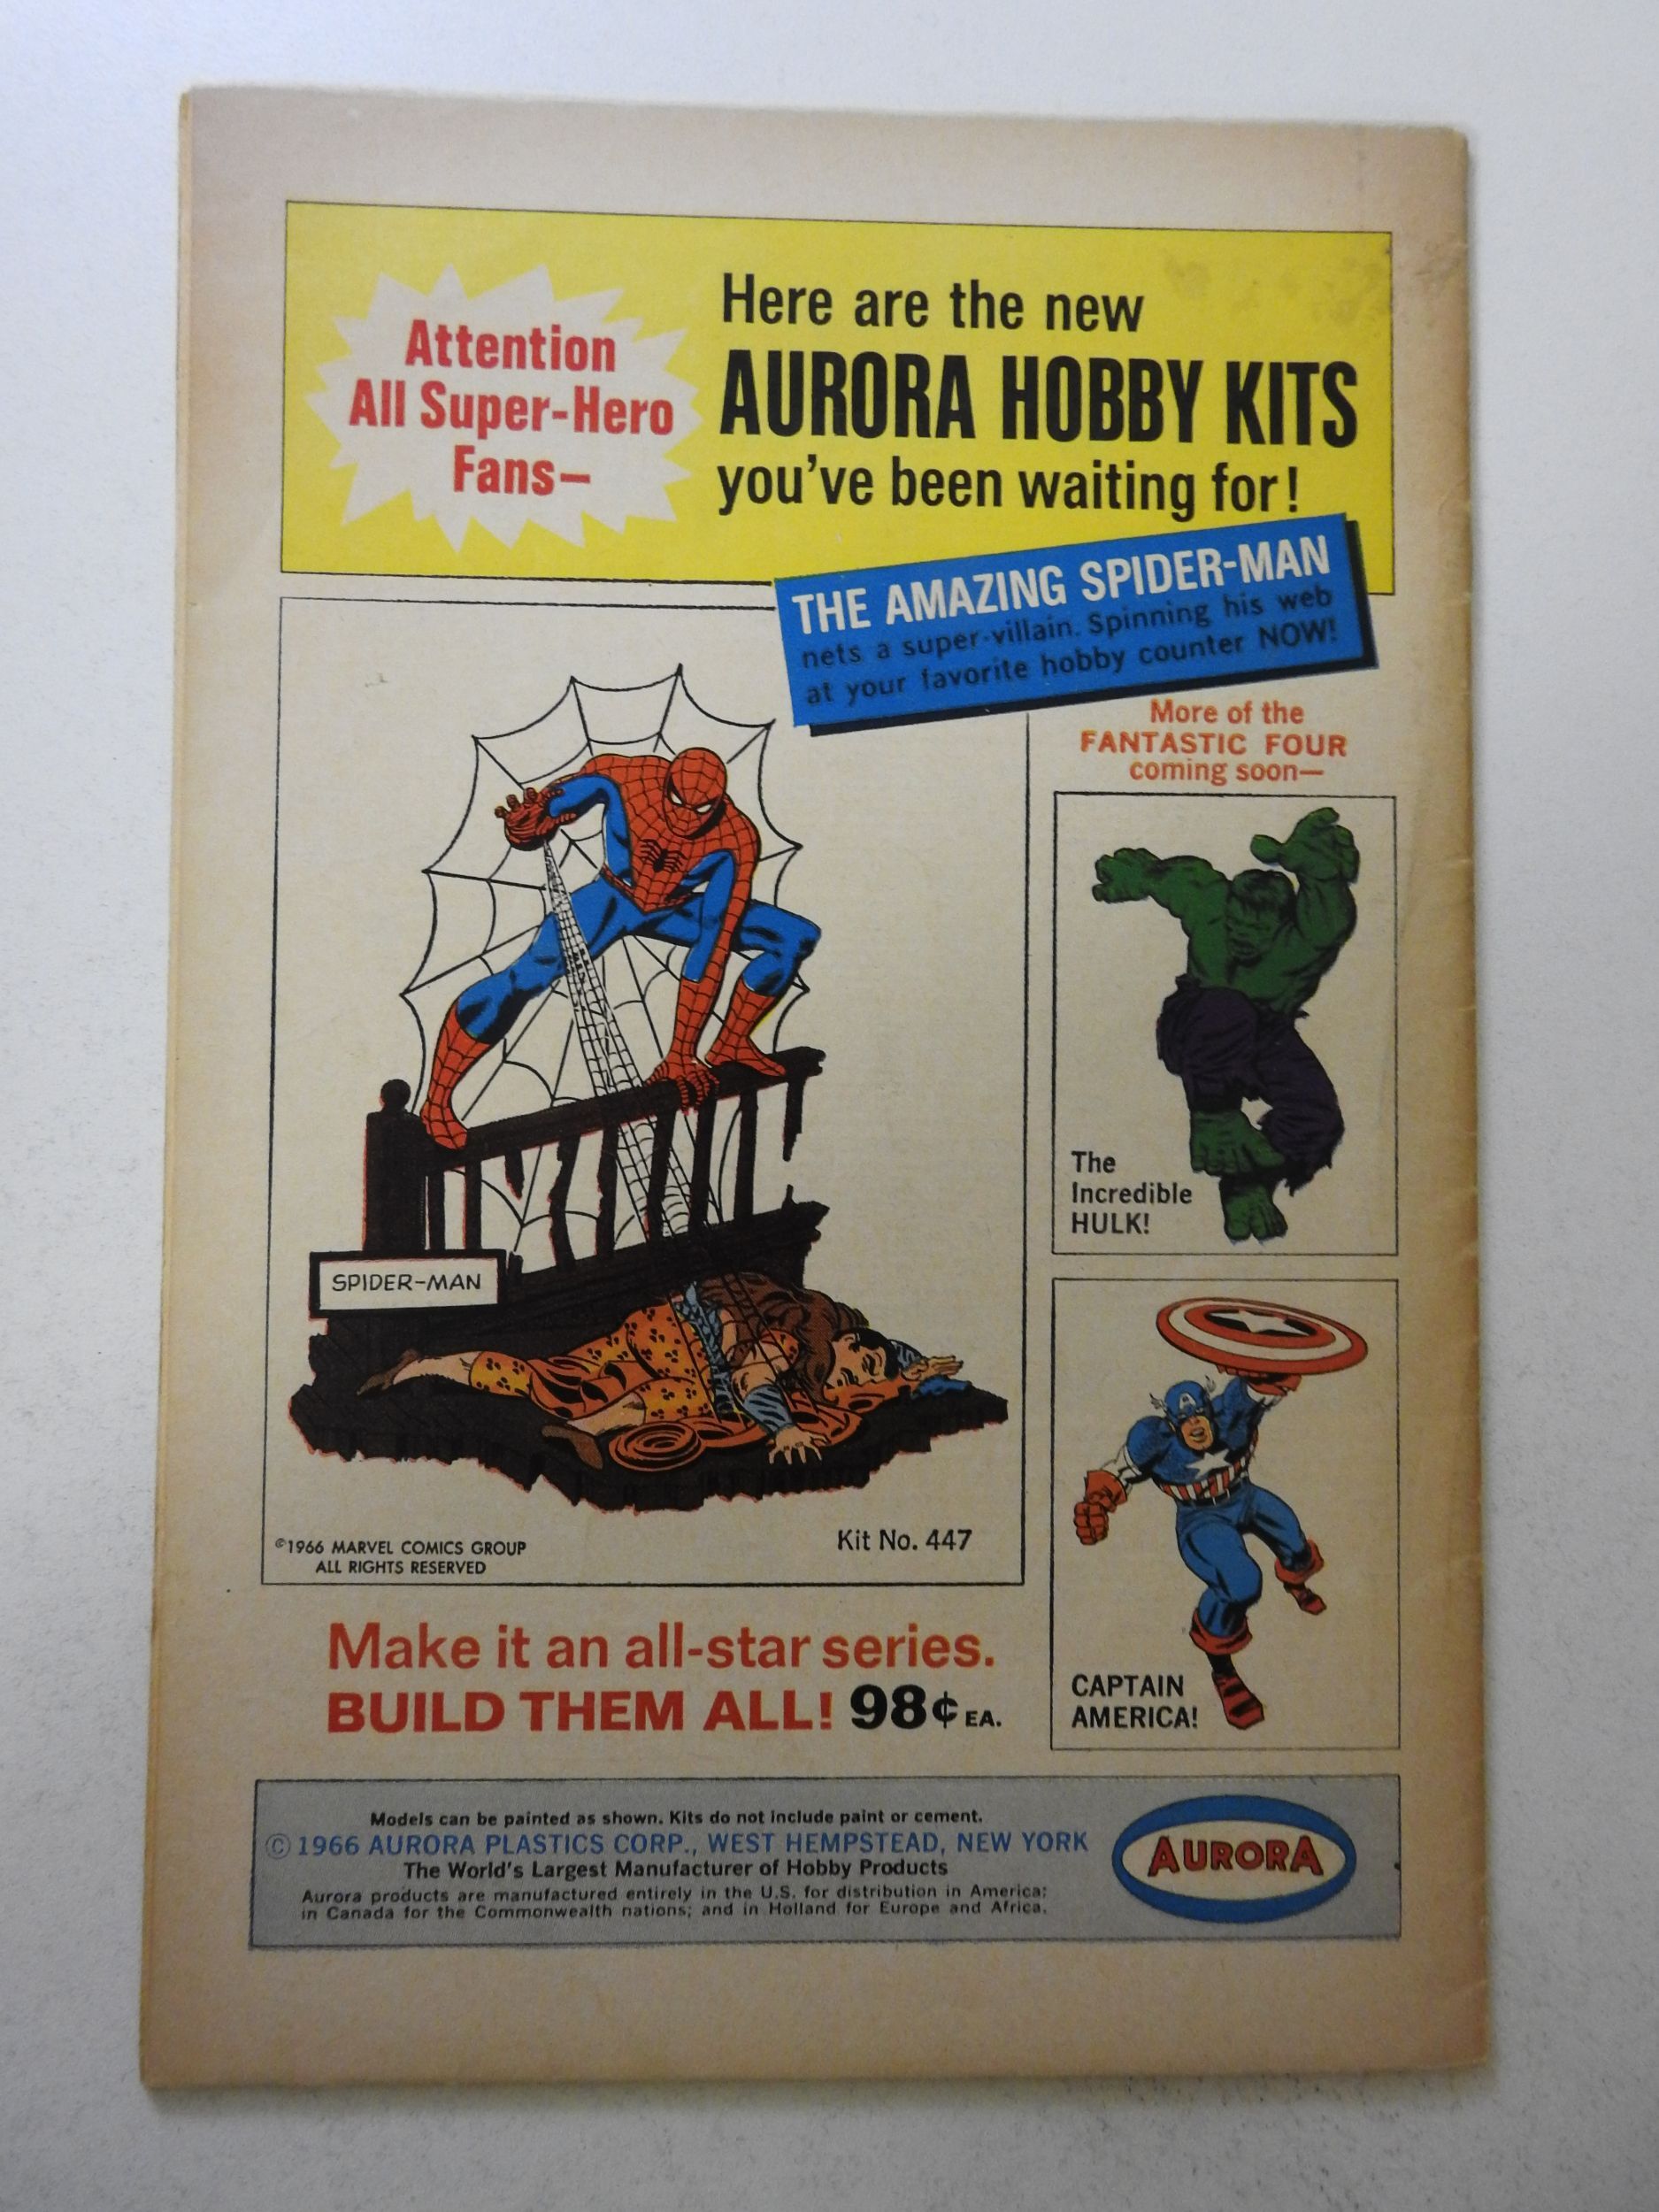 Attention
All Super-Hero
Fans—
Here are the new
AURORA HOBBY KITS
you've been waiting for!
THE AMAZING SPIDER-MAN
nets a super-villain. Spinning his web
at your favorite hobby counter NOW!
More of the
FANTASTIC FOUR
coming soon—
The
Incredible
HULK!
SPIDER-MAN
©1966 MARVEL COMICS GROUP
ALL RIGHTS RESERVED
Kit No. 447
A
CAPTAIN
AMERICA!
Make it an all-star series.
BUILD THEM ALL! 98¢ EA.
Models can be painted as shown. Kits do not include paint or cement.
© 1966 AURORA PLASTICS CORP., WEST HEMPSTEAD, NEW YORK
The World's Largest Manufacturer of Hobby Products
Aurora products are manufactured entirely in the U.S. for distribution in America;
in Canada for the Commonwealth nations; and in Holland for Europe and Africa.
AURORA